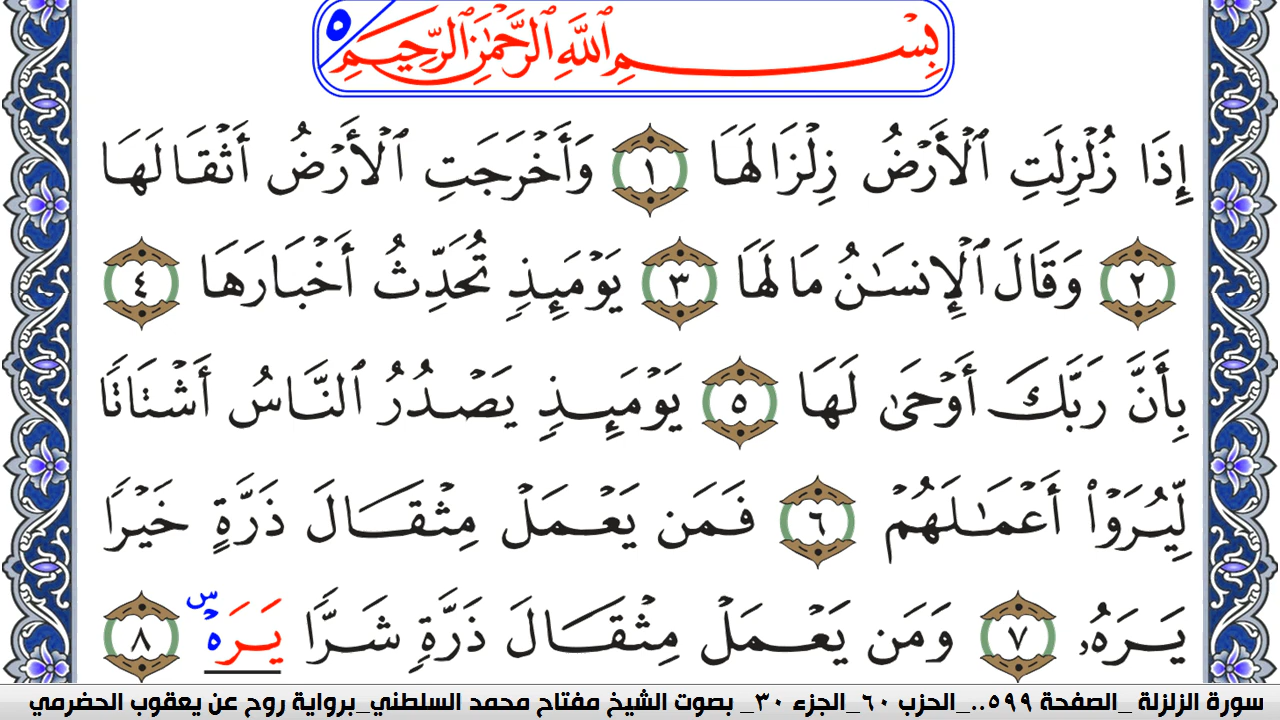 ٥
بِسْمِ ٱللَّهِ ٱلرَّحْمَٰنِ ٱلرَّحِيمِ
إِذَا زُلْزِلَتِ ٱلْأَرْضُ زِلْزَالَهَا ١ وَأَخْرَجَتِ ٱلْأَرْضُ أَثْقَالَهَا
٢ وَقَالَ ٱلْإِنسَٰنُ مَا لَهَا ٣ يَوْمَئِذٍ تُحَدِّثُ أَخْبَارَهَا ٤
بِأَنَّ رَبَّكَ أَوْحَىٰ لَهَا ٥ يَوْمَئِذٍ يَصْدُرُ ٱلنَّاسُ أَشْتَاتًا
لِّيُرَوْا۟ أَعْمَٰلَهُمْ ٦ فَمَن يَعْمَلْ مِثْقَالَ ذَرَّةٍ خَيْرًا
يَرَهُۥ ٧ وَمَن يَعْمَلْ مِثْقَالَ ذَرَّةٍ شَرًّا يَرَهْۜ ٨
سورة الزلزلة _الصفحة ٥٩٩.._الحزب ٦٠_الجزء ٣٠_ بصوت الشيخ مفتاح محمد السلطني_برواية روح عن يعقوب الحضرمي